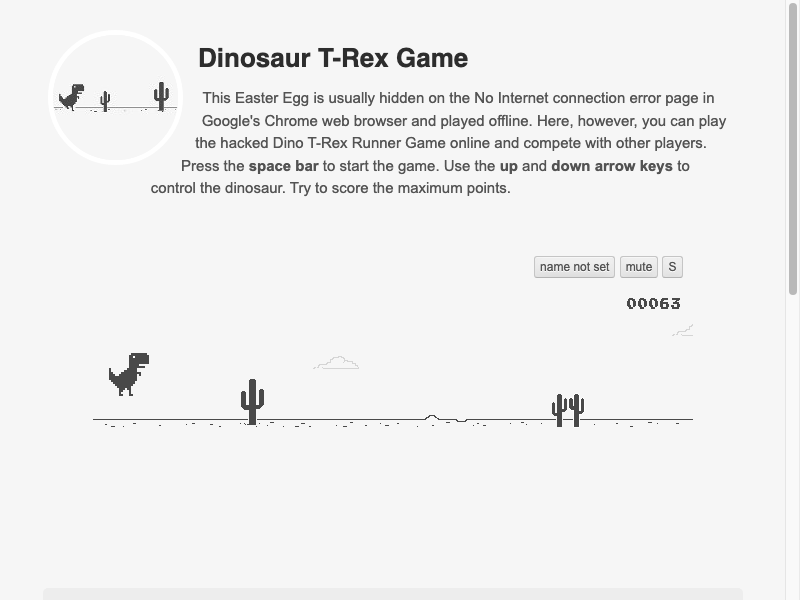 Dinosaur T-Rex Game
This Easter Egg is usually hidden on the No Internet connection error page in
Google's Chrome web browser and played offline. Here, however, you can play
the hacked Dino T-Rex Runner Game online and compete with other players.
Press the space bar to start the game. Use the up and down arrow keys to
control the dinosaur. Try to score the maximum points.
name not set mute S
00063